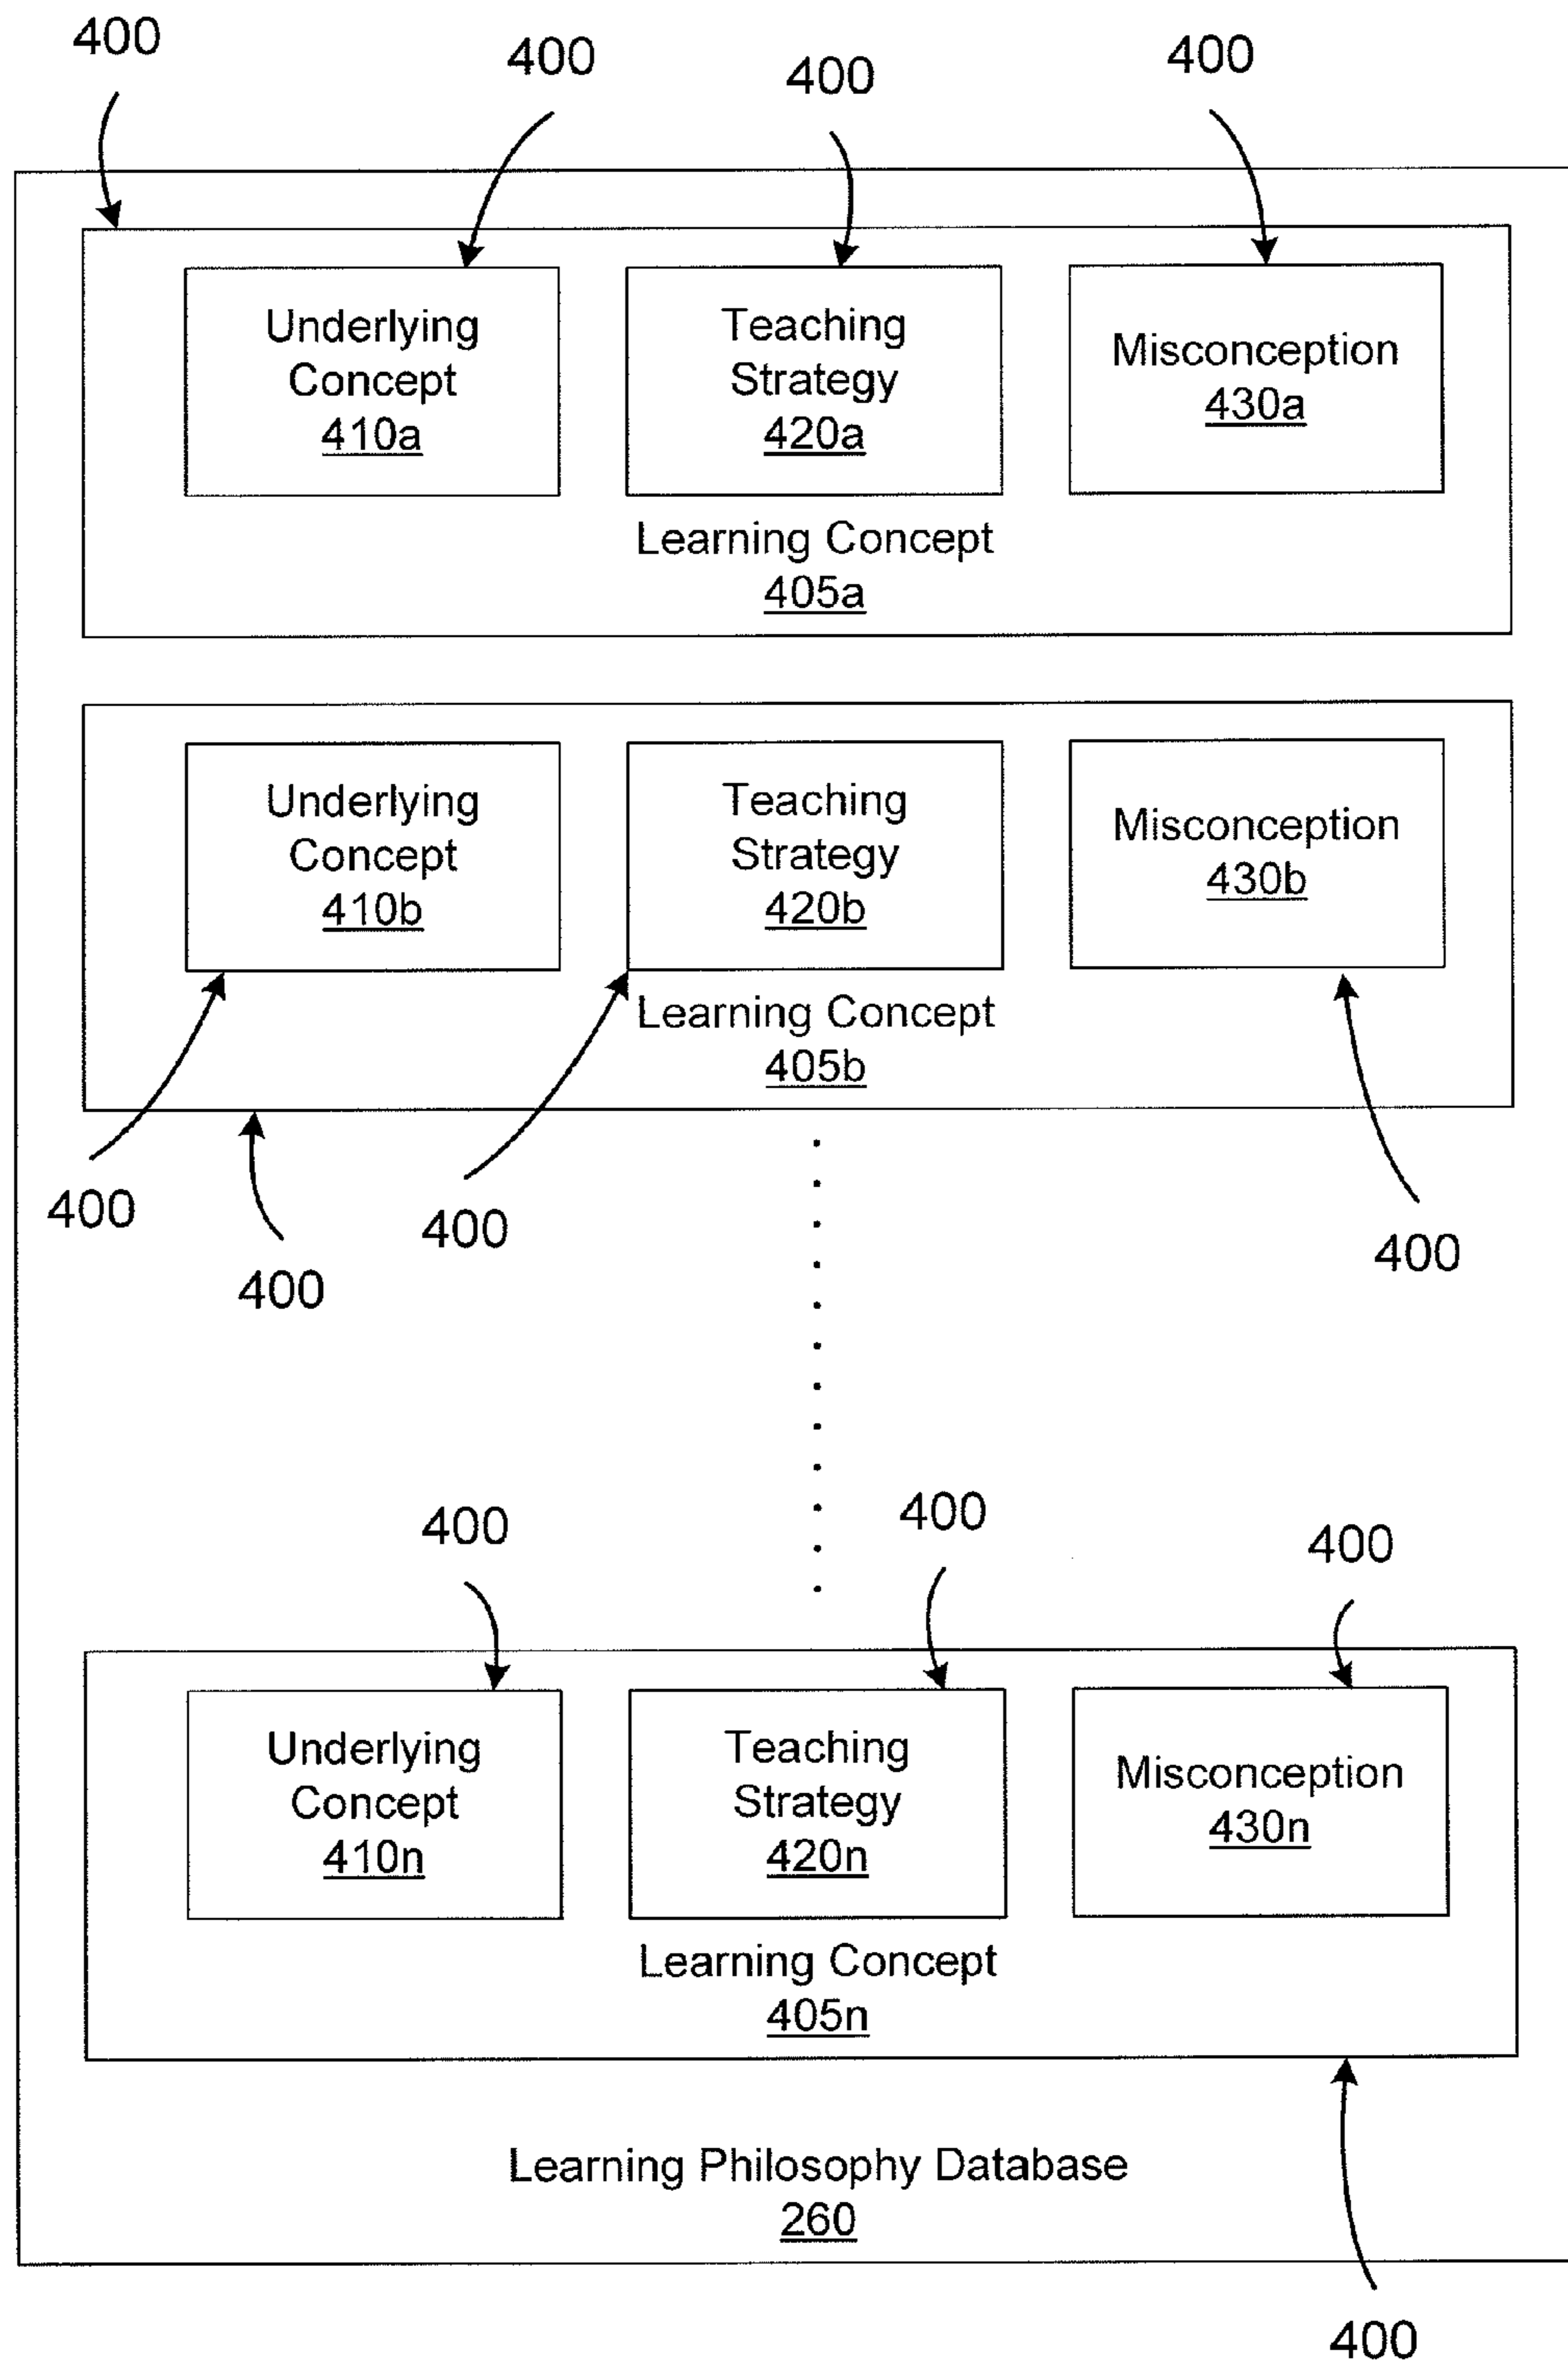 400
400
400
400
Underlying
Concept
410a
Teaching
Strategy
420a
Misconception
430a
Learning Concept
405a
Underlying
Concept
410b
Teaching
Strategy
420b
Misconception
430b
Learning Concept
405b
400
400
400
400
400
400
400
Underlying
Concept
410n
Teaching
Strategy
420n
Misconception
430n
Learning Concept
405n
Learning Philosophy Database
260
400